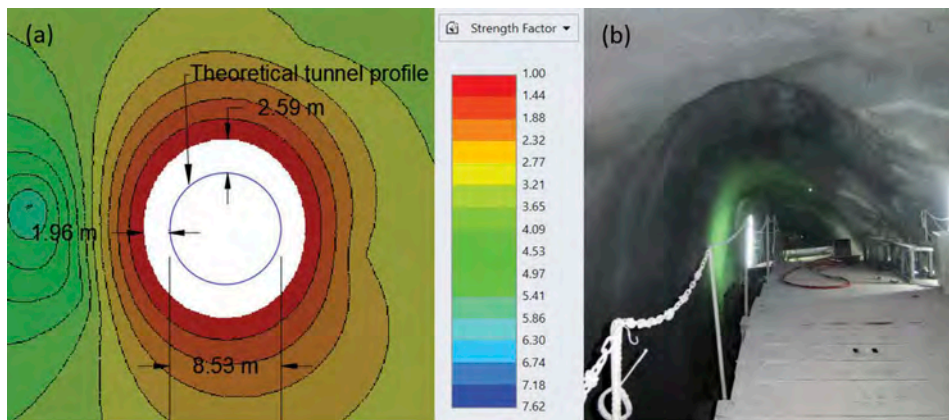 (a)
Theoretical tunnel profile
2.59 m
1.96 m
8.53 m
Strength Factor
1.00
1.44
1.88
2.32
2.77
3.21
3.65
4.09
4.53
4.97
5.41
5.86
6.30
6.74
7.18
7.62
(b)